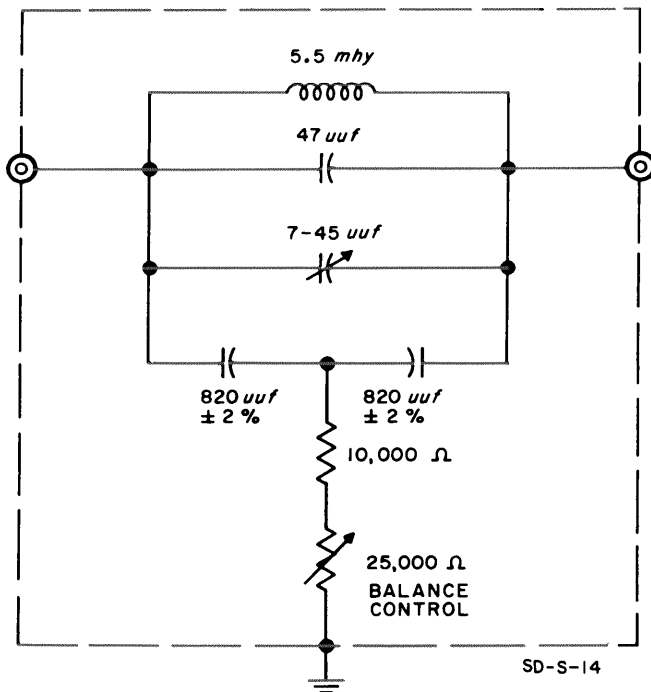 5.5 mhy
47 uuf
7-45 uuf
820 uuf
± 2 %
820 uuf
± 2 %
10,000 Ω
25,000 Ω
BALANCE
CONTROL
SD-S-14